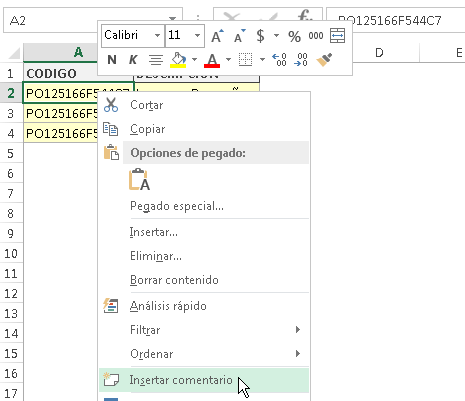 A2
PO125166F544C7
Calibri 11 A A $ % 000
N K A
A D E
1 CODIGO DESCRIPCION
2 PO125166F544C7
3 PO125166F5
4 PO125166F5
5
6
7
8
9
10
11
12
13
14
15
16
17
Cortar
Copiar
Opciones de pegado:
A
Pegado especial...
Insertar...
Eliminar...
Borrar contenido
Análisis rápido
Filtrar
Ordenar
Insertar comentario